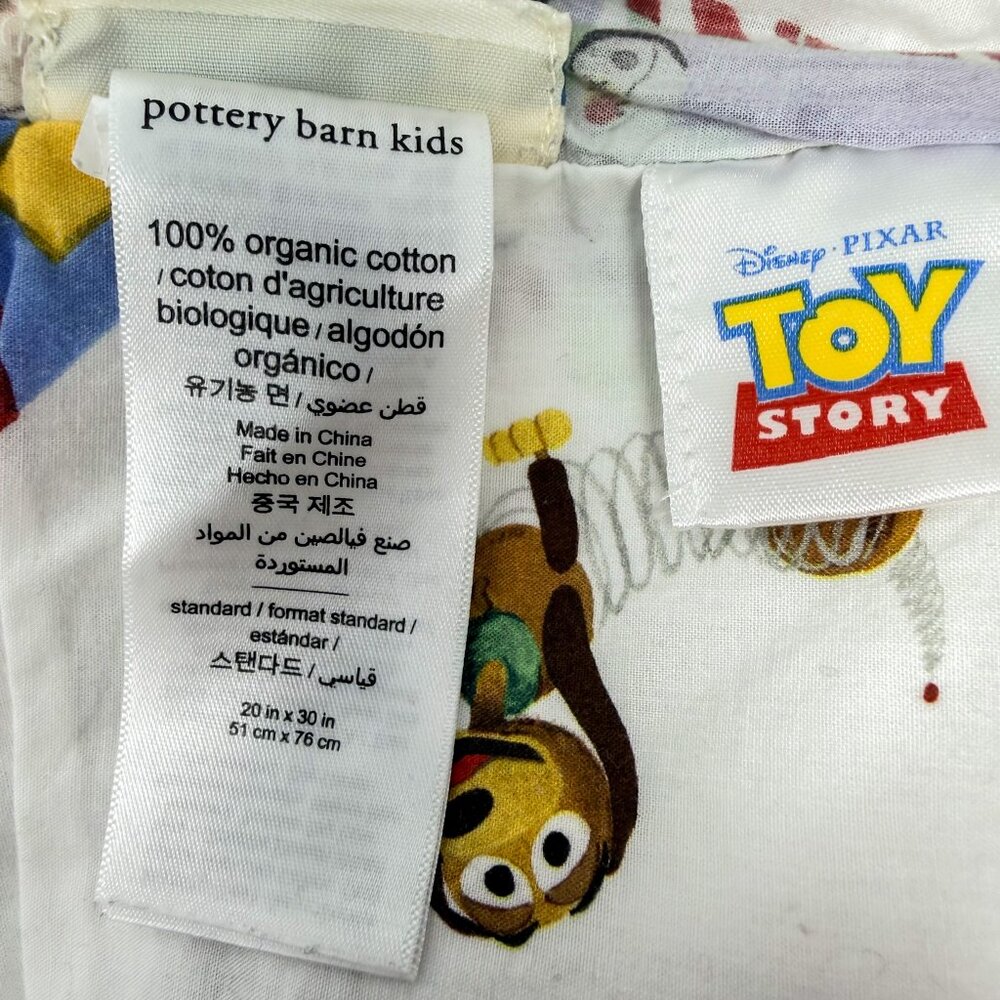 pottery barn kids
100% organic cotton
/ coton d'agriculture
biologique / algodón
orgánico /
유기농 면 / قطن عضوي
Made in China
Fait en Chine
Hecho en China
중국 제조
صنع فيالصين من المواد
المستوردة
standard / format standard /
estándar /
스탠다드 / قياسي
20 in x 30 in
51 cm x 76 cm
Disney · PIXAR
TOY
STORY